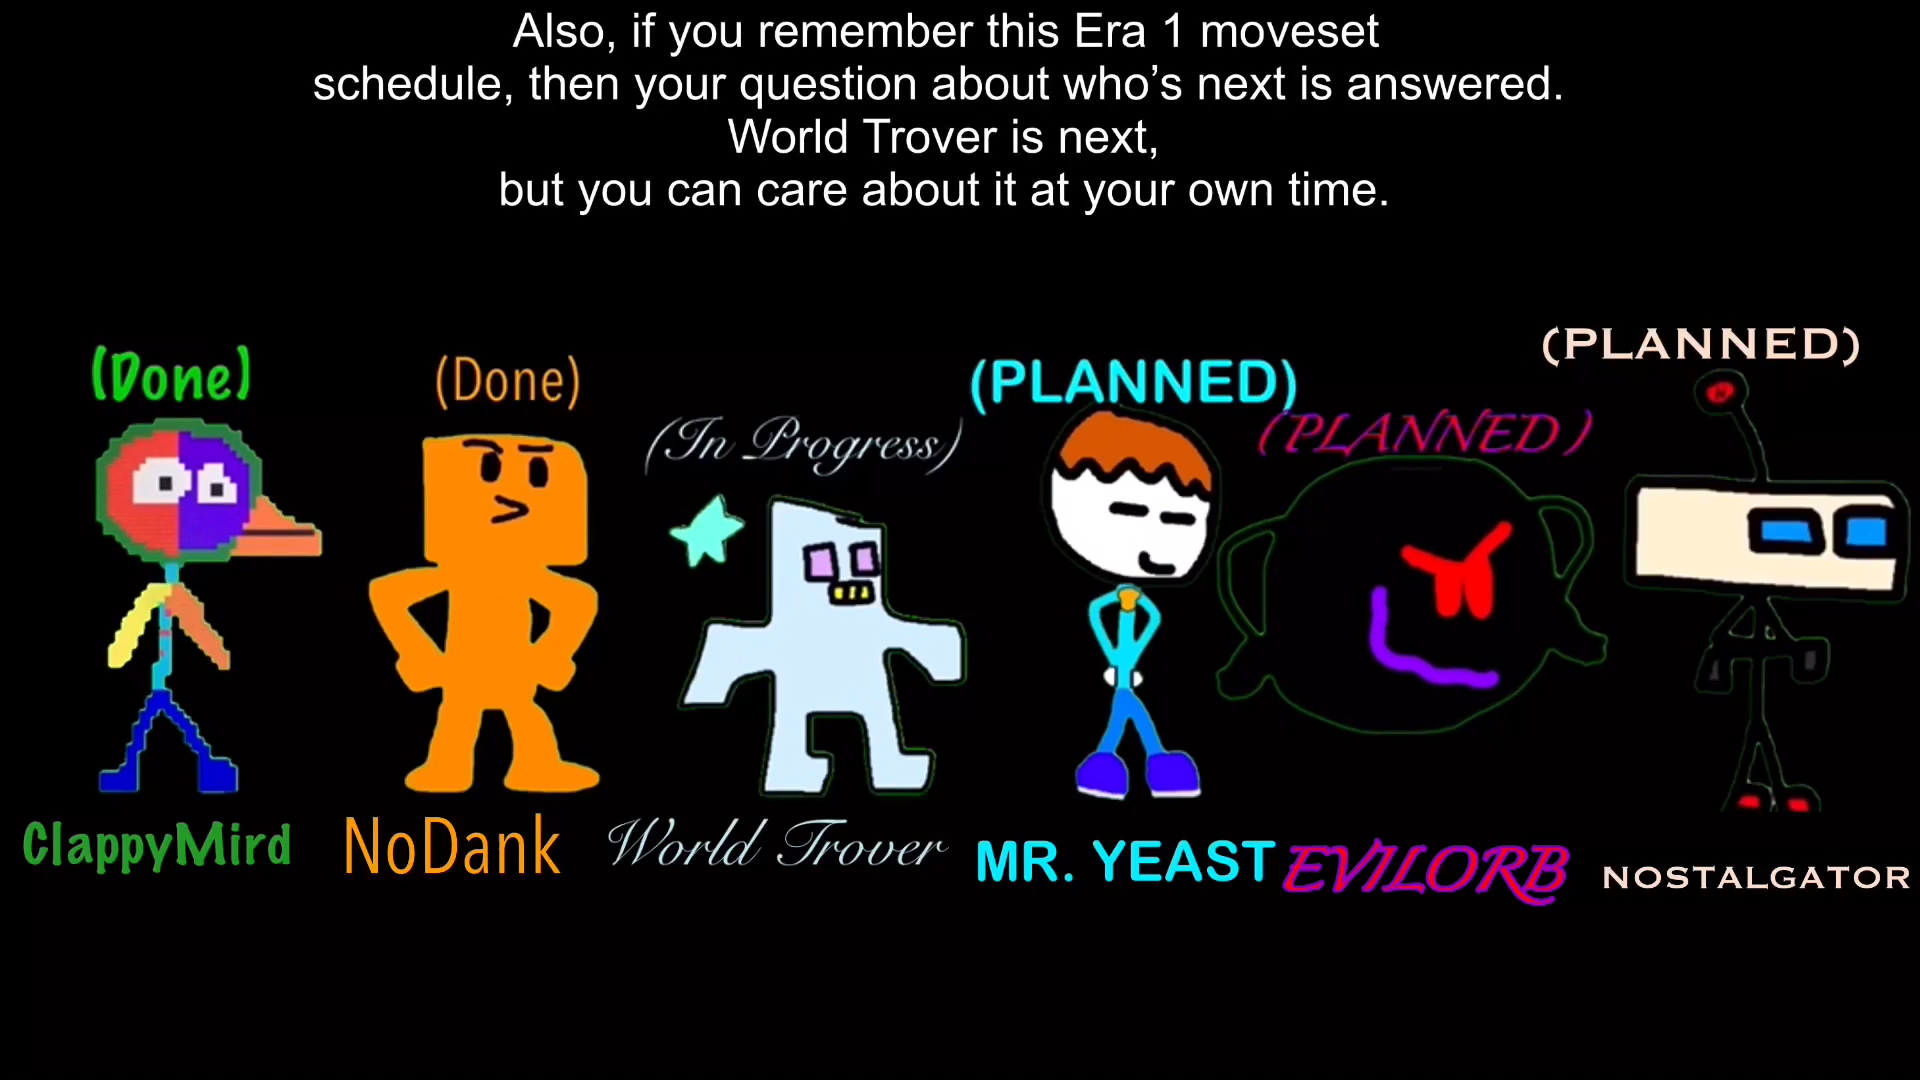 Also, if you remember this Era 1 moveset
schedule, then your question about who's next is answered.
World Trover is next,
but you can care about it at your own time.
(Done)
(Done)
(In Progress)
(PLANNED)
(PLANNED)
(PLANNED)
N
ClappyMird
NoDank
World Trover
MR. YEAST
EVILORB
NOSTALGATOR